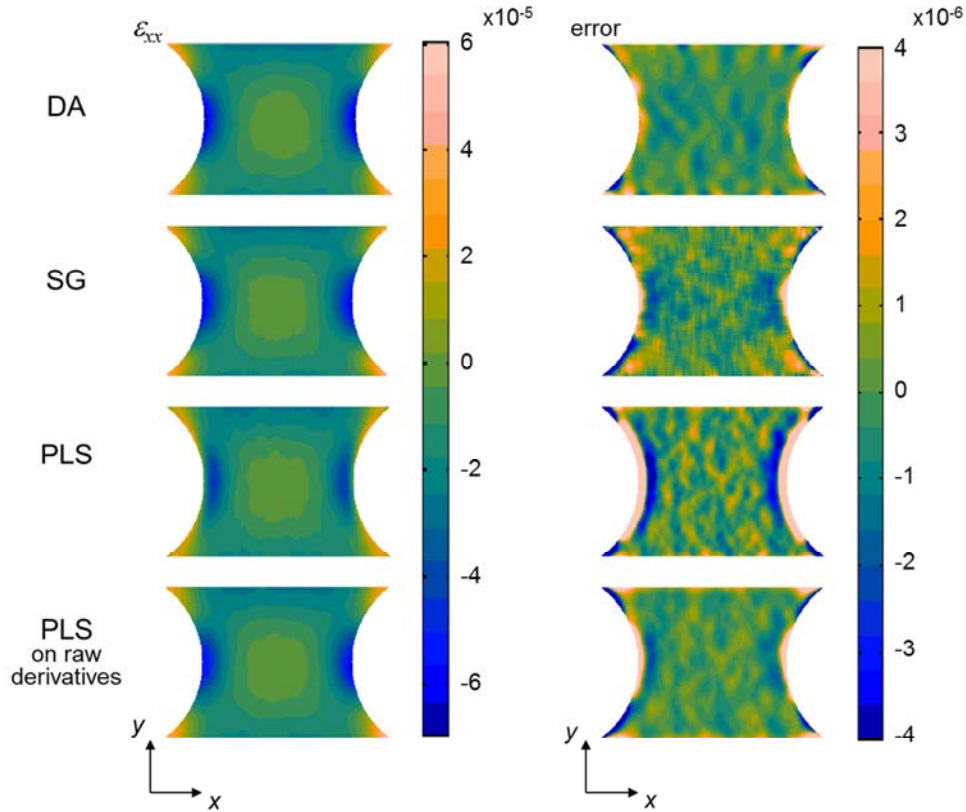 εxx
x10-5
error
x10-6
DA
SG
PLS
PLS
on raw
derivatives
6
4
2
0
-2
-4
-6
4
3
2
1
0
-1
-2
-3
-4
y
x
y
x